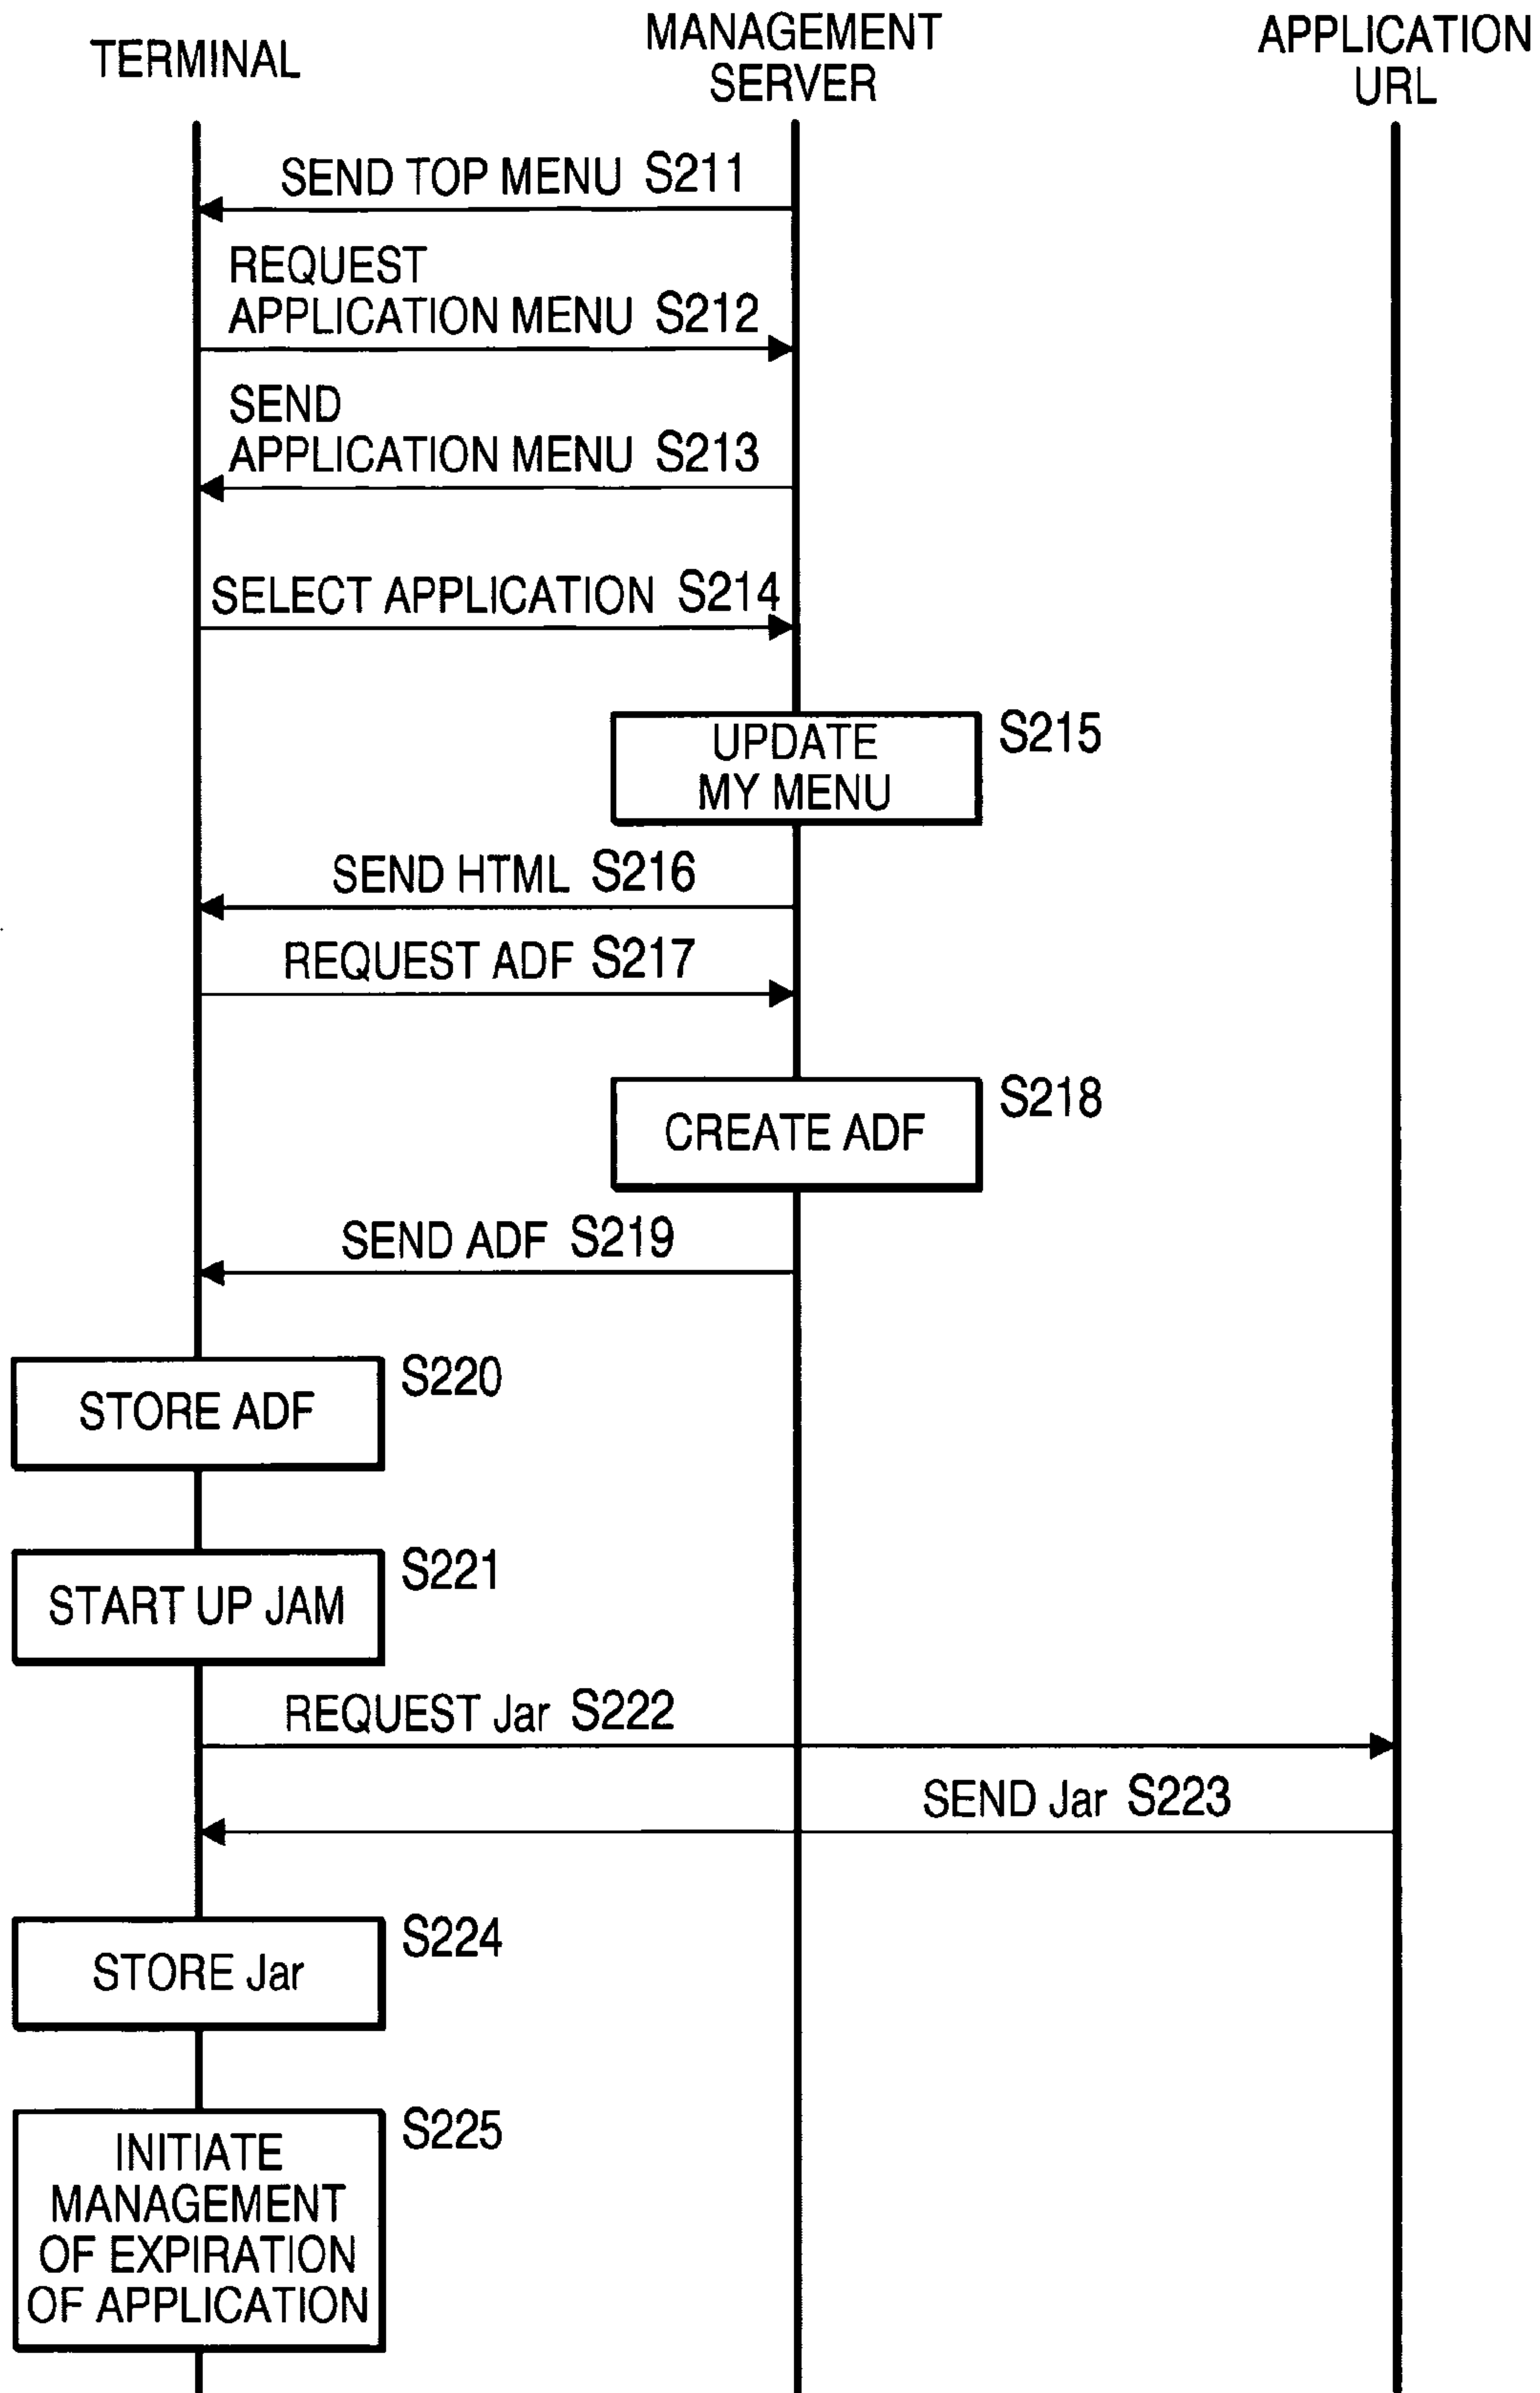 TERMINAL
MANAGEMENT
SERVER
APPLICATION
URL
SEND TOP MENU S211
REQUEST
APPLICATION MENU S212
SEND
APPLICATION MENU S213
SELECT APPLICATION S214
UPDATE
MY MENU
S215
SEND HTML S216
REQUEST ADF S217
CREATE ADF
S218
SEND ADF S219
STORE ADF
S220
START UP JAM
S221
REQUEST Jar S222
SEND Jar S223
STORE Jar
S224
INITIATE
MANAGEMENT
OF EXPIRATION
OF APPLICATION
S225